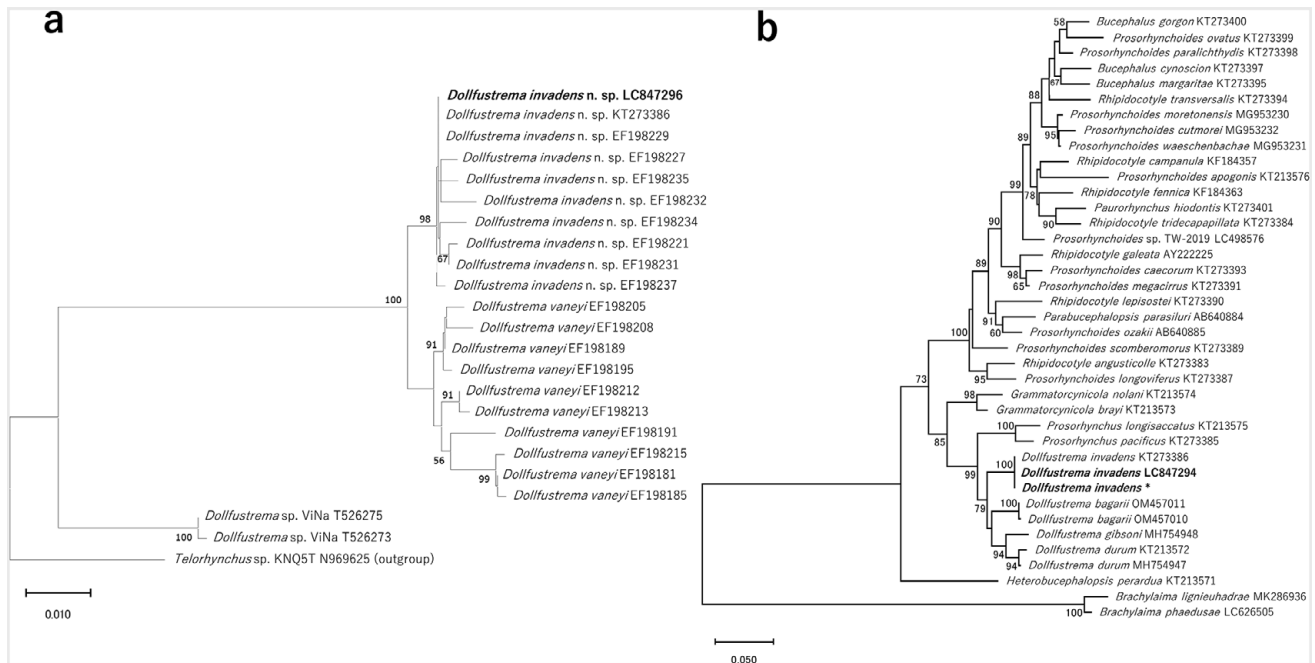 a
Dollfustrema invadens n. sp. LC847296
Dollfustrema invadens n. sp. KT273386
Dollfustrema invadens n. sp. EF198229
Dollfustrema invadens n. sp. EF198227
Dollfustrema invadens n. sp. EF198235
Dollfustrema invadens n. sp. EF198232
98
Dollfustrema invadens n. sp. EF198234
Dollfustrema invadens n. sp. EF198221
67
Dollfustrema invadens n. sp. EF198231
Dollfustrema invadens n. sp. EF198237
100
Dollfustrema vaneyi EF198205
Dollfustrema vaneyi EF198208
91
Dollfustrema vaneyi EF198189
Dollfustrema vaneyi EF198195
91
Dollfustrema vaneyi EF198212
Dollfustrema vaneyi EF198213
Dollfustrema vaneyi EF198191
56
Dollfustrema vaneyi EF198215
99
Dollfustrema vaneyi EF198181
Dollfustrema vaneyi EF198185
Dollfustrema sp. ViNa T526275
100
Dollfustrema sp. ViNa T526273
Telorhynchus sp. KNQ5T N969625 (outgroup)
0.010
b
58
Bucephalus gorgon KT273400
Prosorhynchoides ovatus KT273399
Prosorhynchoides paralichthydis KT273398
Bucephalus cynoscion KT273397
67
Bucephalus margaritae KT273395
88
Rhipidocotyle transversalis KT273394
Prosorhynchoides moretonensis MG953230
95
Prosorhynchoides cutmorei MG953232
89
Prosorhynchoides waeschenbachae MG953231
Rhipidocotyle campanula KF184357
Prosorhynchoides apogonis KT213576
99
78
Rhipidocotyle fennica KF184363
Paurorhynchus hiodontis KT273401
90
90
Rhipidocotyle tridecapapillata KT273384
Prosorhynchoides sp. TW-2019 LC498576
Rhipidocotyle galeata AY222225
89
98
Prosorhynchoides caecorum KT273393
65
Prosorhynchoides megacirrus KT273391
Rhipidocotyle lepisostei KT273390
91
Parabucephalopsis parasiluri AB640884
60
Prosorhynchoides ozakii AB640885
100
Prosorhynchoides scomberomorus KT273389
Rhipidocotyle angusticolle KT273383
95
Prosorhynchoides longoviferus KT273387
73
98
Grammatorcynicola nolani KT213574
Grammatorcynicola brayi KT213573
85
100
Prosorhynchus longisaccatus KT213575
Prosorhynchus pacificus KT273385
Dollfustrema invadens KT273386
99
100
Dollfustrema invadens LC847294
Dollfustrema invadens *
79
100
Dollfustrema bagarii OM457011
Dollfustrema bagarii OM457010
Dollfustrema gibsoni MH754948
94
Dollfustrema durum KT213572
94
Dollfustrema durum MH754947
Heterobucephalopsis perardua KT213571
Brachylaima lignieuhadrae MK286936
100
Brachylaima phaedusae LC626505
0.050